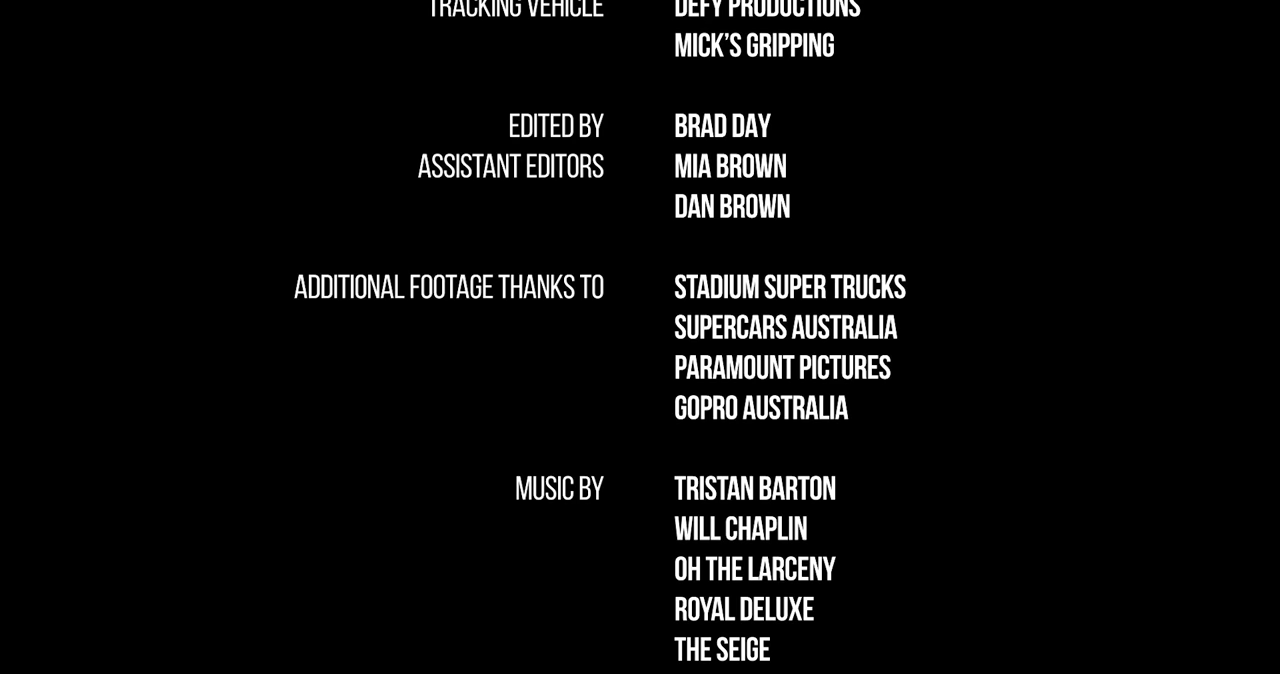 TRACKING VEHICLE DEFY PRODUCTIONS
MICK’S GRIPPING
EDITED BY BRAD DAY
ASSISTANT EDITORS MIA BROWN
DAN BROWN
ADDITIONAL FOOTAGE THANKS TO STADIUM SUPER TRUCKS
SUPERCARS AUSTRALIA
PARAMOUNT PICTURES
GOPRO AUSTRALIA
MUSIC BY TRISTAN BARTON
WILL CHAPLIN
OH THE LARCENY
ROYAL DELUXE
THE SEIGE